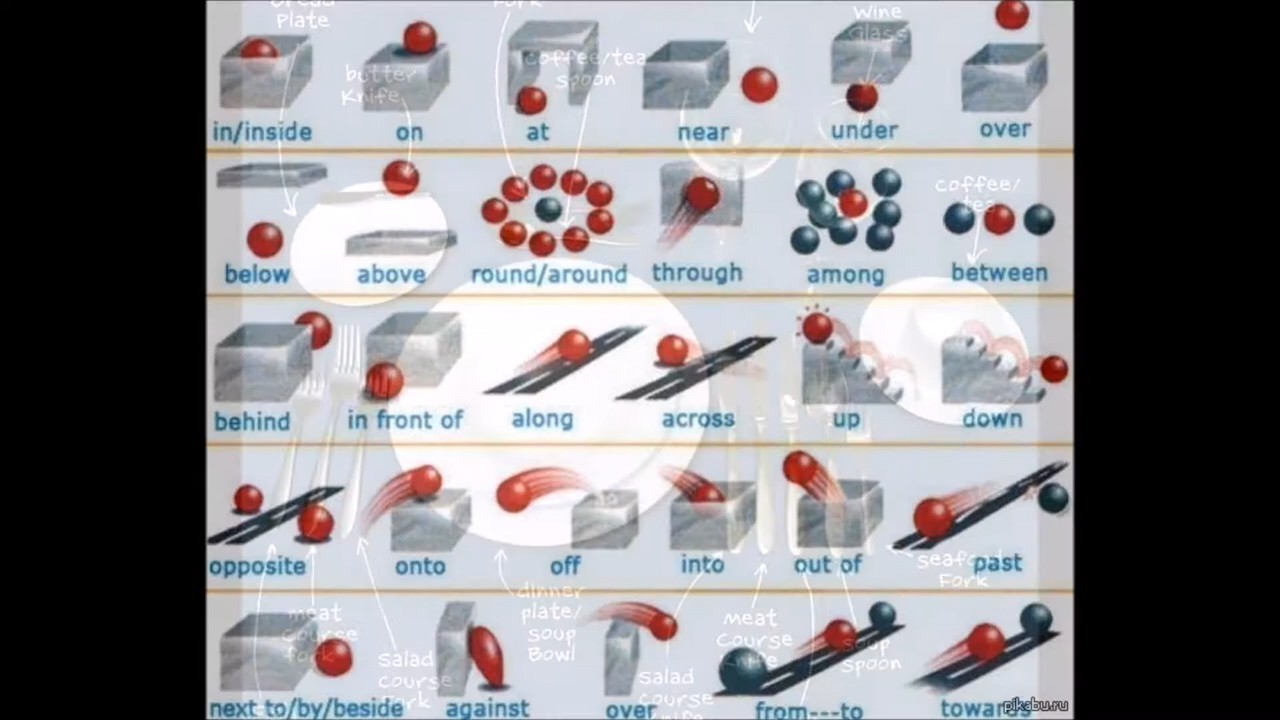 bread
Plate
Fork
Wine
Glass
butter
Knife
coffee/tea
spoon
in/inside
on
at
near
under
over
coffee/
tea
below
above
round/around
through
among
between
behind
in front of
along
across
up
down
opposite
onto
off
into
out of
past
seafood
Fork
meat
course
fork
dinner
plate/
soup
Bowl
meat
Course
Knife
soup
spoon
salad
course
fork
salad
course
knife
next to/by/beside
against
over
from---to
towards
pikabu.ru